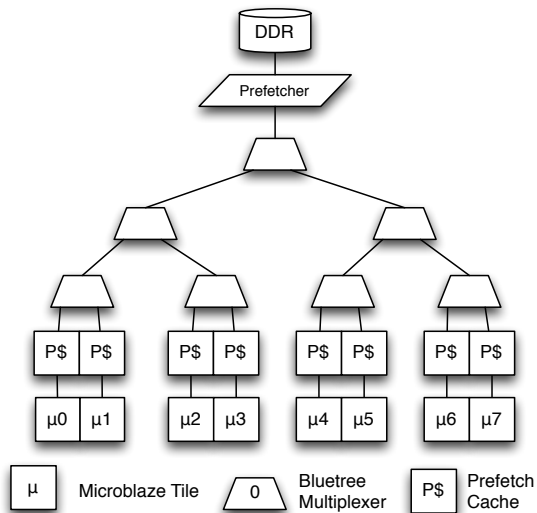 DDR
Prefetcher
P$ P$ P$ P$ P$ P$ P$ P$
μ0 μ1 μ2 μ3 μ4 μ5 μ6 μ7
μ Microblaze Tile
0 Bluetree Multiplexer
P$ Prefetch Cache